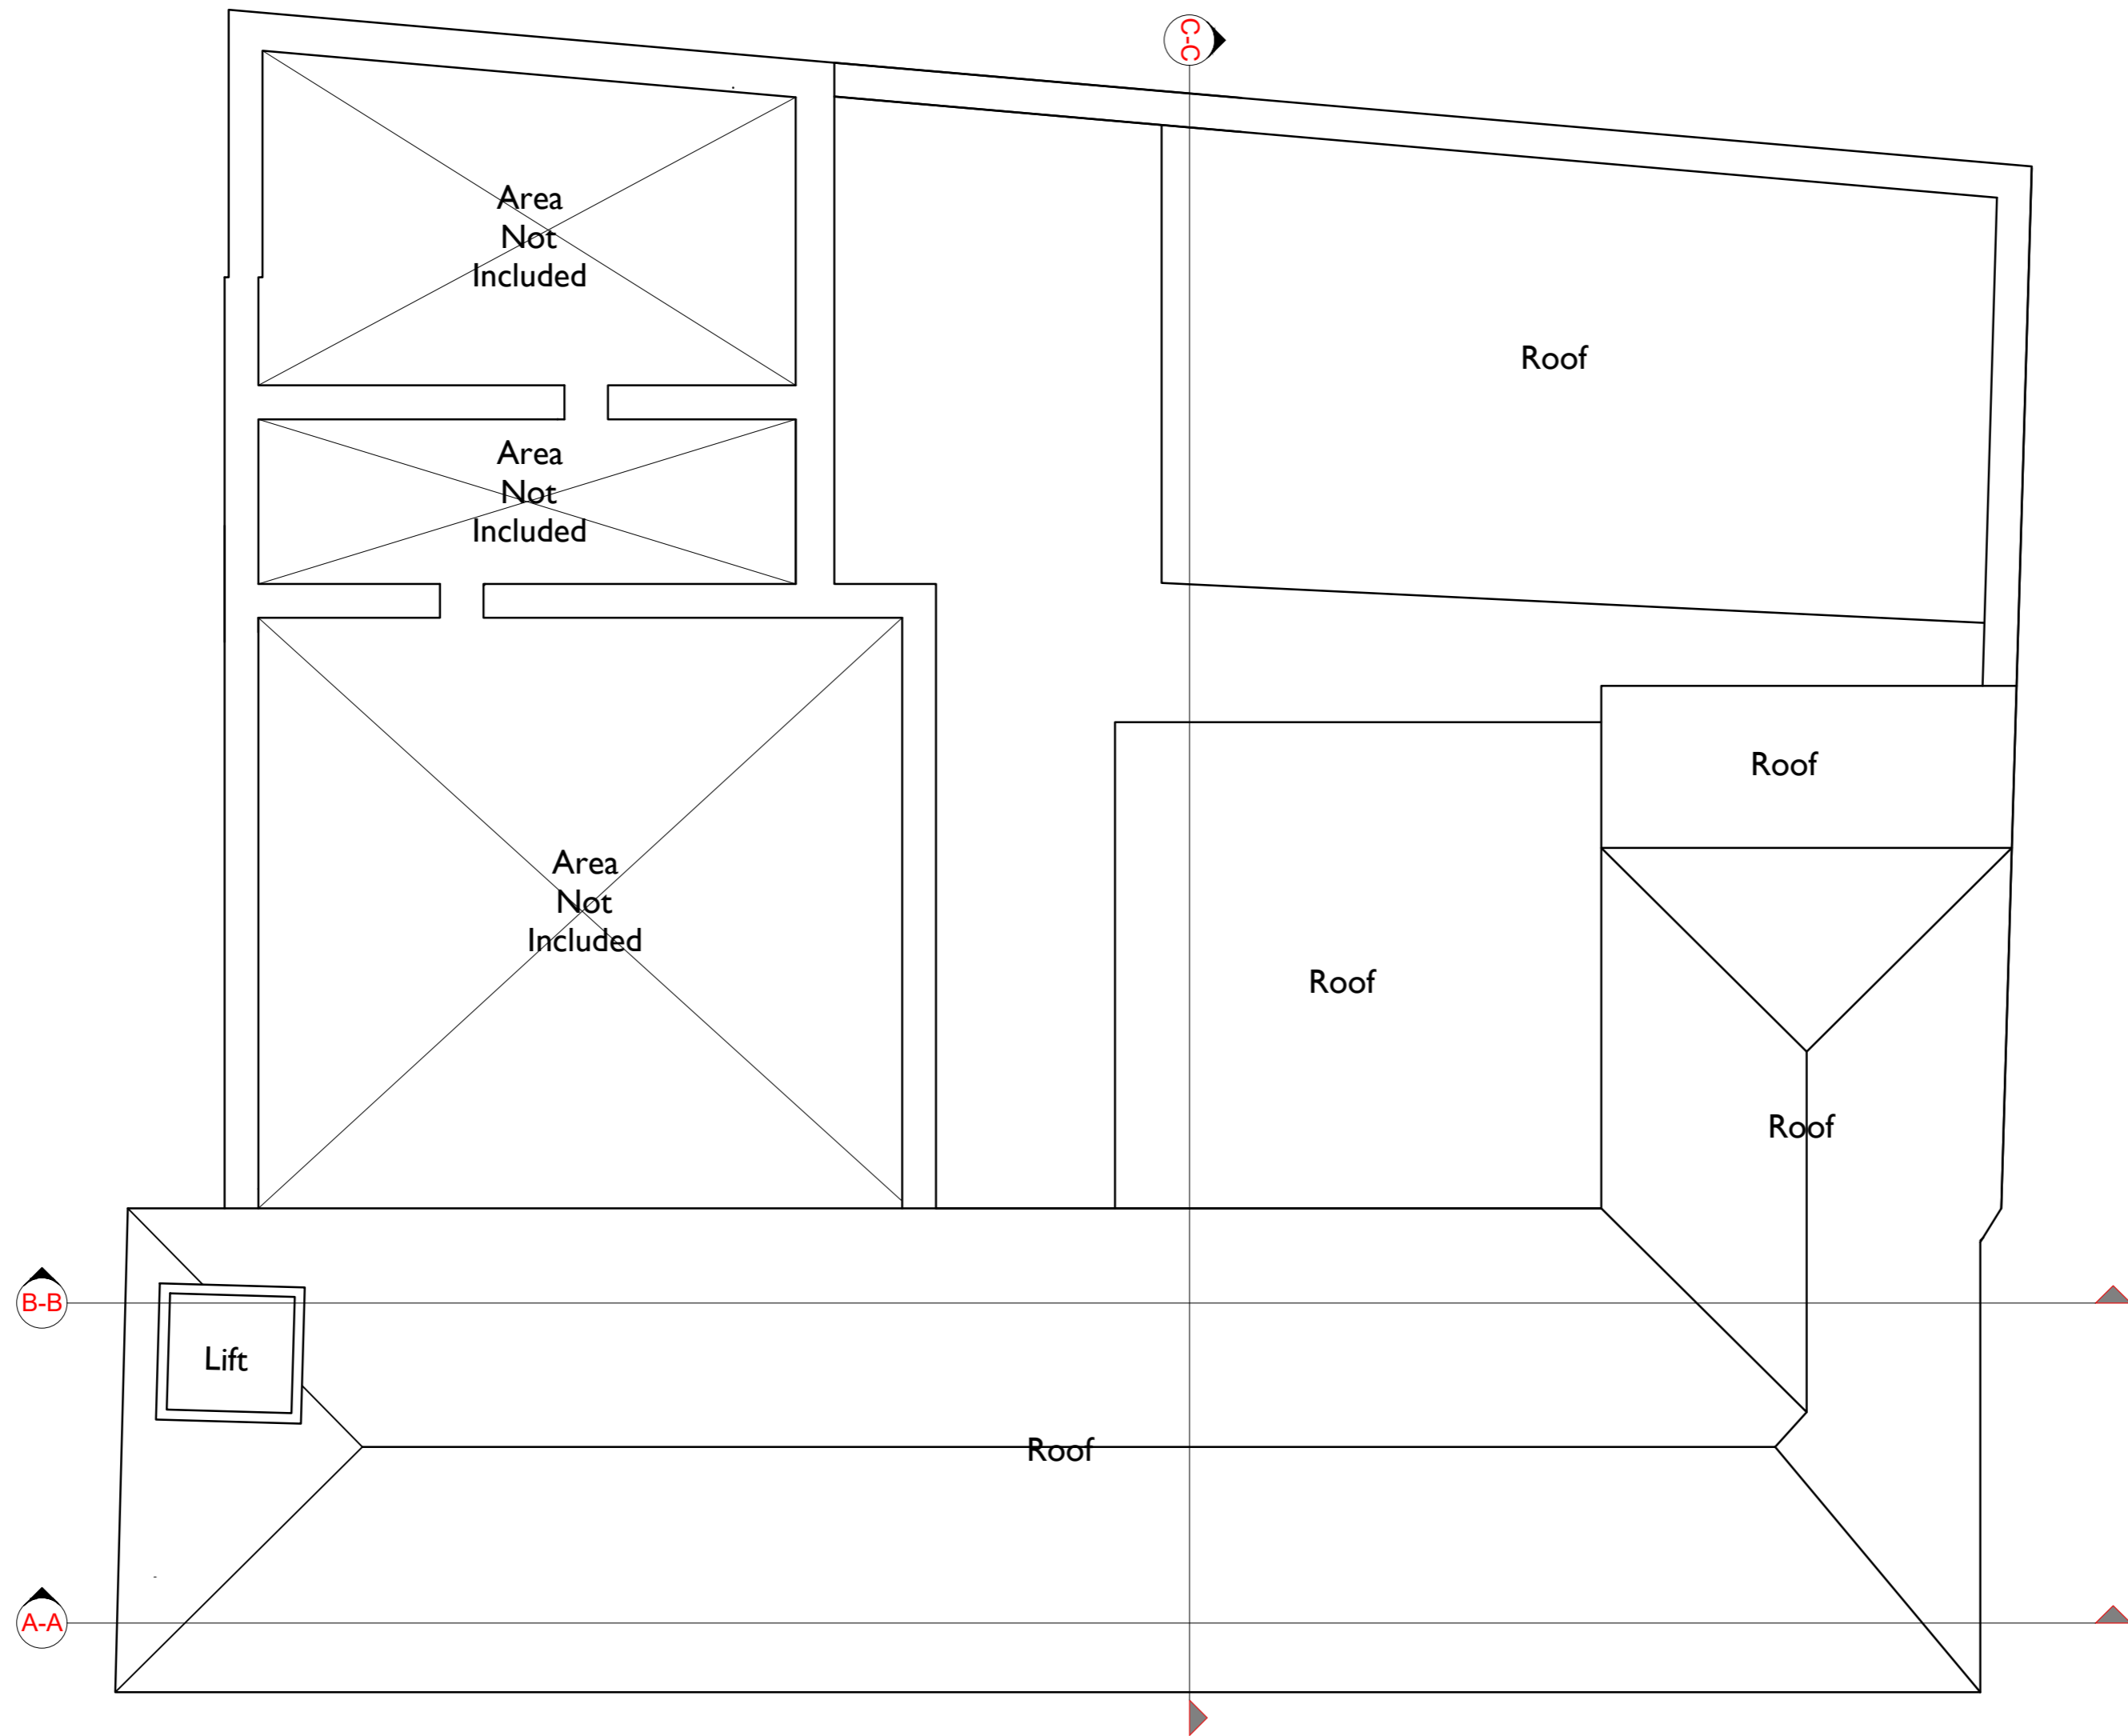 C-C
Area
Not
Included
Roof
Area
Not
Included
Roof
Area
Not
Included
Roof
Roof
B-B
Lift
Roof
A-A